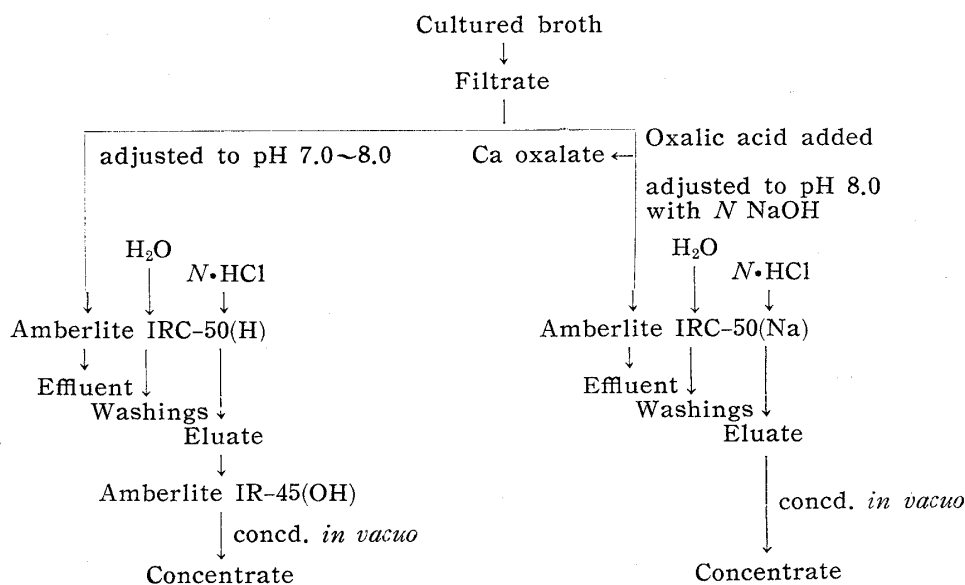 Cultured broth
Filtrate
adjusted to pH 7.0~8.0
Ca oxalate
Oxalic acid added
adjusted to pH 8.0
with N NaOH
H₂O
N•HCl
Amberlite IRC-50(H)
Effluent
Washings
Eluate
Amberlite IR-45(OH)
concd. in vacuo
Concentrate
H₂O
N•HCl
Amberlite IRC-50(Na)
Effluent
Washings
Eluate
concd. in vacuo
Concentrate